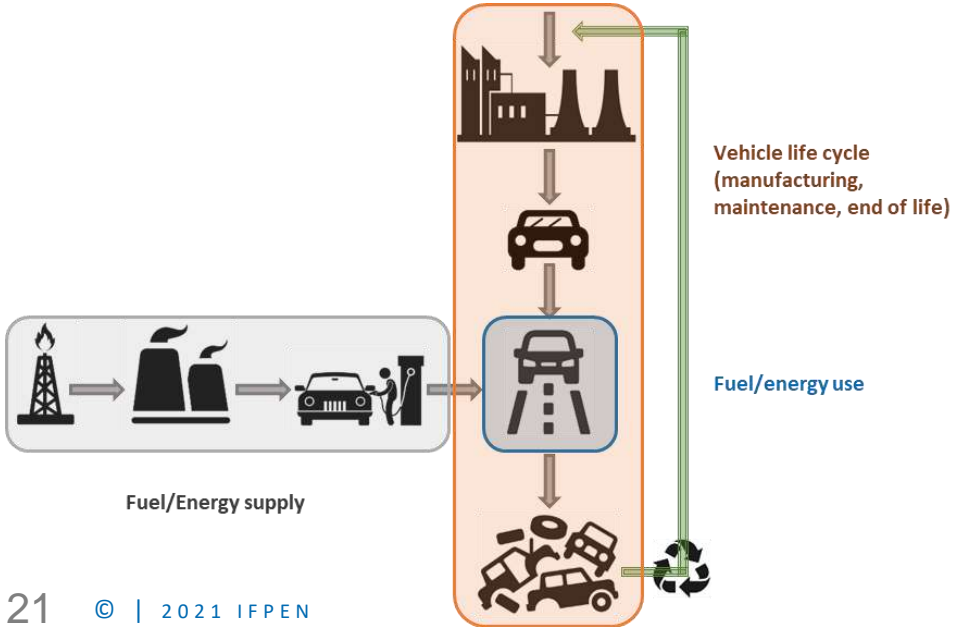 Vehicle life cycle
(manufacturing,
maintenance, end of life)
Fuel/energy use
Fuel/Energy supply
21 © | 2021 IFPEN